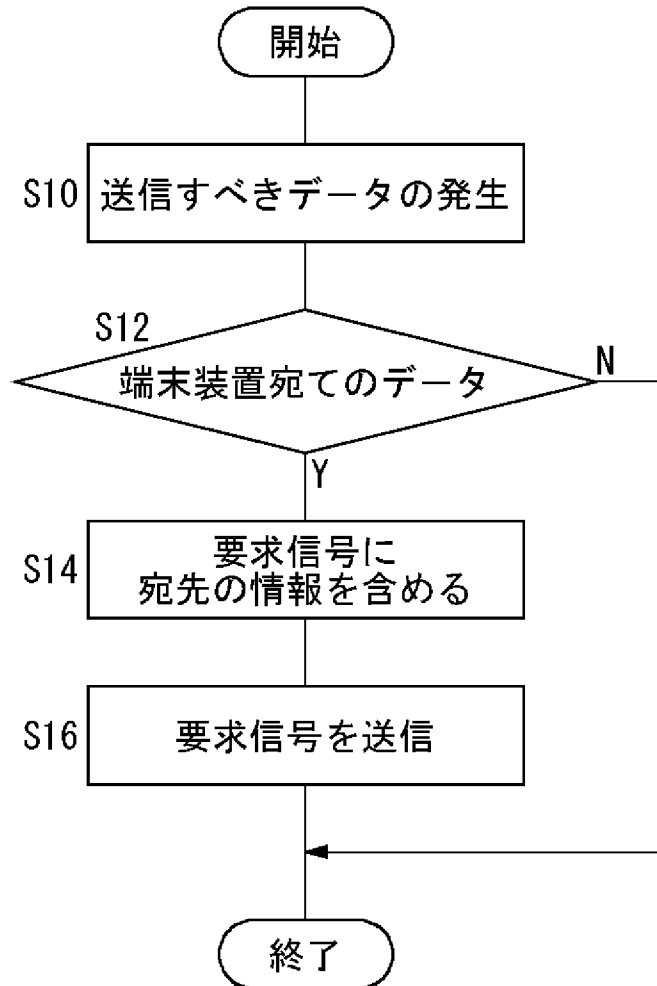 開始
S10
送信すべきデータの発生
S12
端末装置宛てのデータ
N
Y
S14
要求信号に
宛先の情報を含める
S16
要求信号を送信
終了